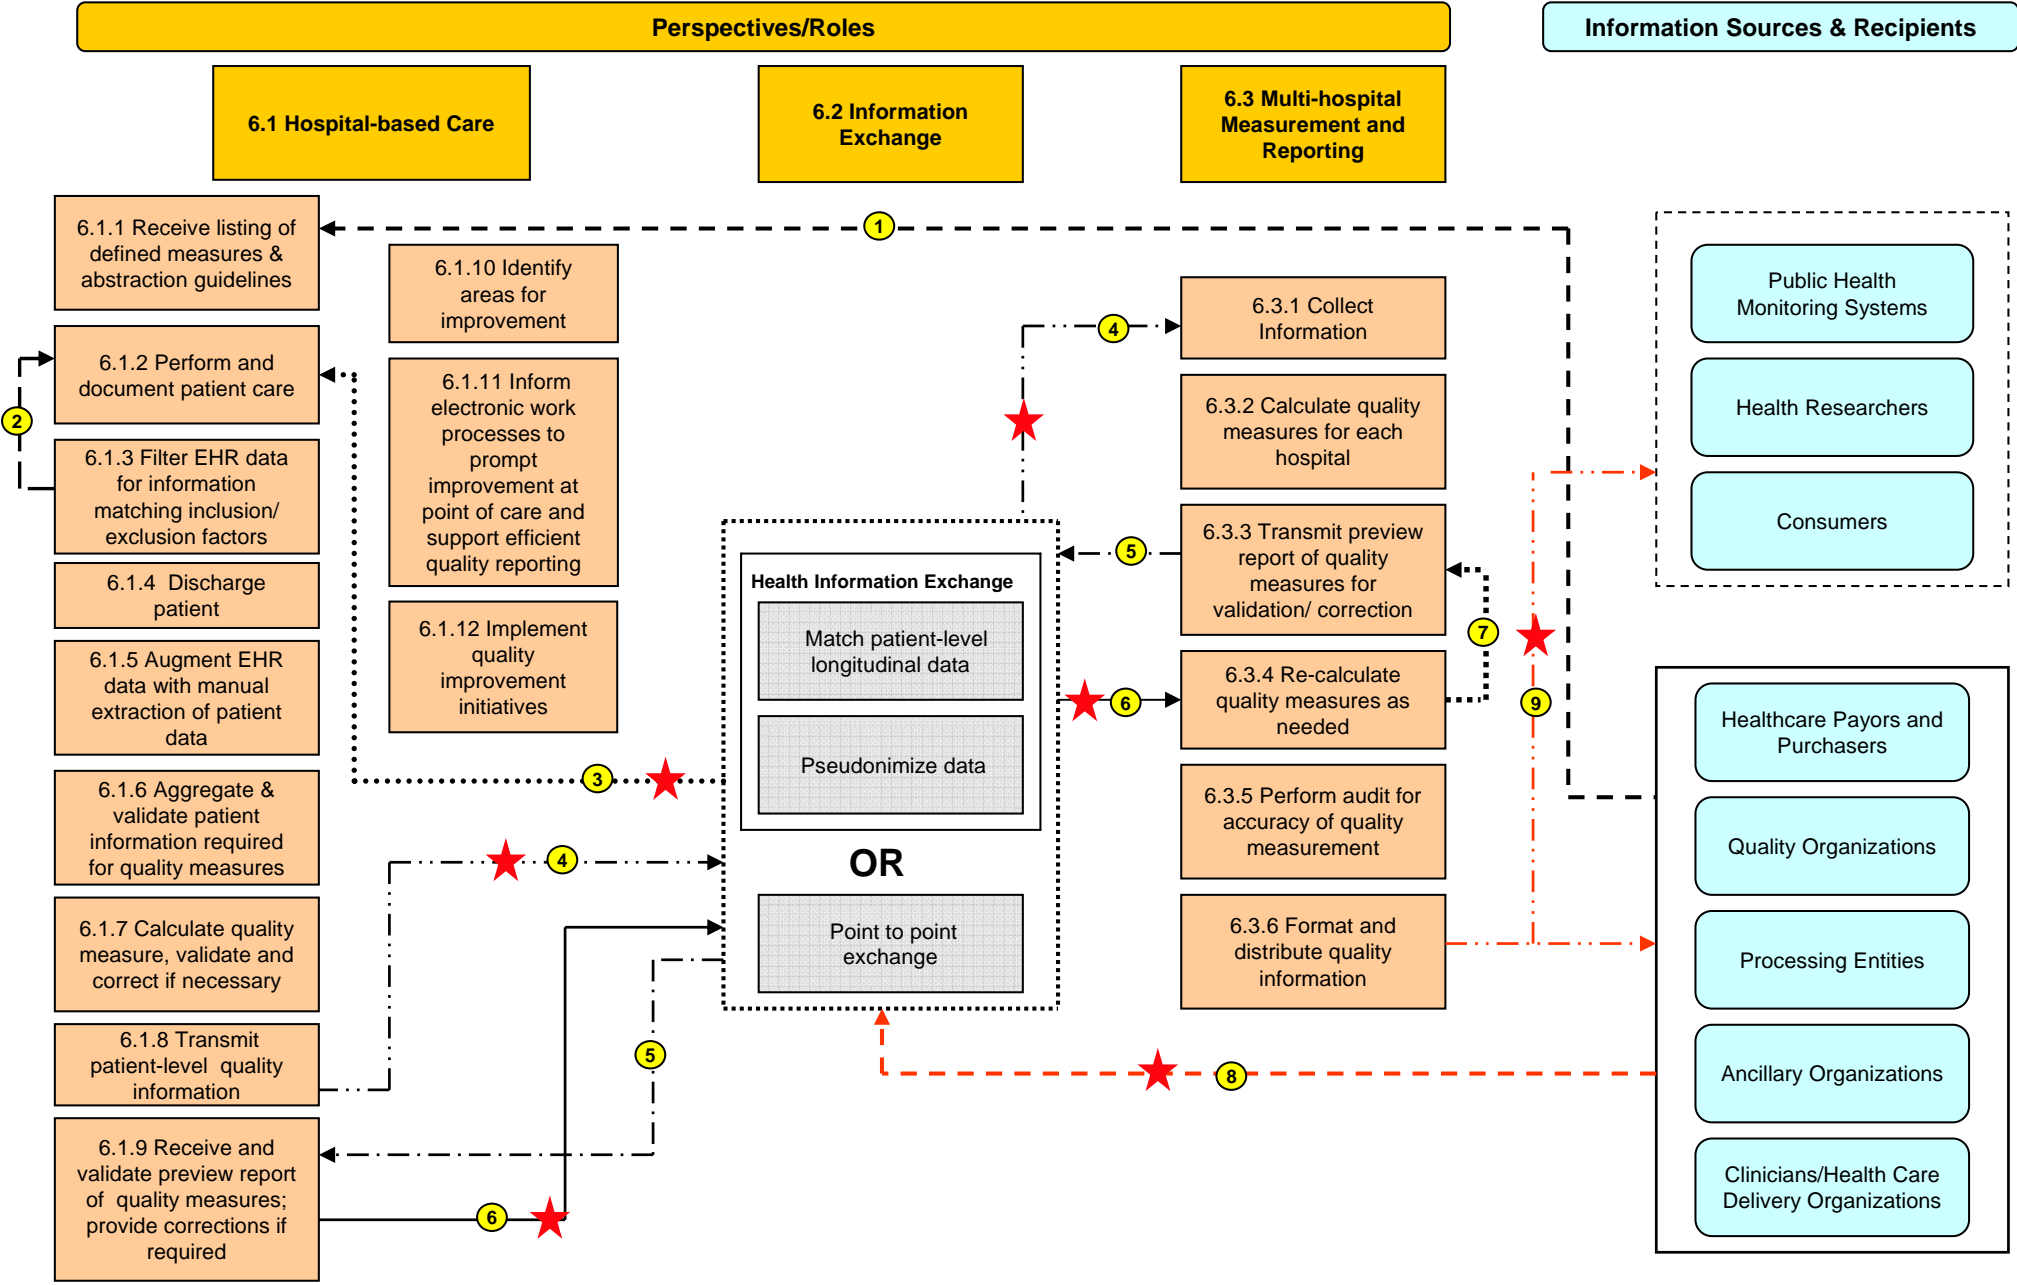 Perspectives/Roles
Information Sources & Recipients
6.1 Hospital-based Care
6.2 Information
Exchange
6.3 Multi-hospital
Measurement and
Reporting
6.1.1 Receive listing of
defined measures &
abstraction guidelines
6.1.2 Perform and
document patient care
6.1.3 Filter EHR data
for information
matching inclusion/
exclusion factors
6.1.4  Discharge
patient
6.1.5 Augment EHR
data with manual
extraction of patient
data
6.1.6 Aggregate &
validate patient
information required
for quality measures
6.1.7 Calculate quality
measure, validate and
correct if necessary
6.1.8 Transmit
patient-level  quality
information
6.1.9 Receive and
validate preview report
of  quality measures;
provide corrections if
required
6.1.10 Identify
areas for
improvement
6.1.11 Inform
electronic work
processes to
prompt
improvement at
point of care and
support efficient
quality reporting
6.1.12 Implement
quality
improvement
initiatives
Health Information Exchange
Match patient-level
longitudinal data
Pseudonimize data
OR
Point to point
exchange
6.3.1 Collect
Information
6.3.2 Calculate quality
measures for each
hospital
6.3.3 Transmit preview
report of quality
measures for
validation/ correction
6.3.4 Re-calculate
quality measures as
needed
6.3.5 Perform audit for
accuracy of quality
measurement
6.3.6 Format and
distribute quality
information
Public Health
Monitoring Systems
Health Researchers
Consumers
Healthcare Payors and
Purchasers
Quality Organizations
Processing Entities
Ancillary Organizations
Clinicians/Health Care
Delivery Organizations
1
2
3
4
4
5
5
6
6
7
8
9